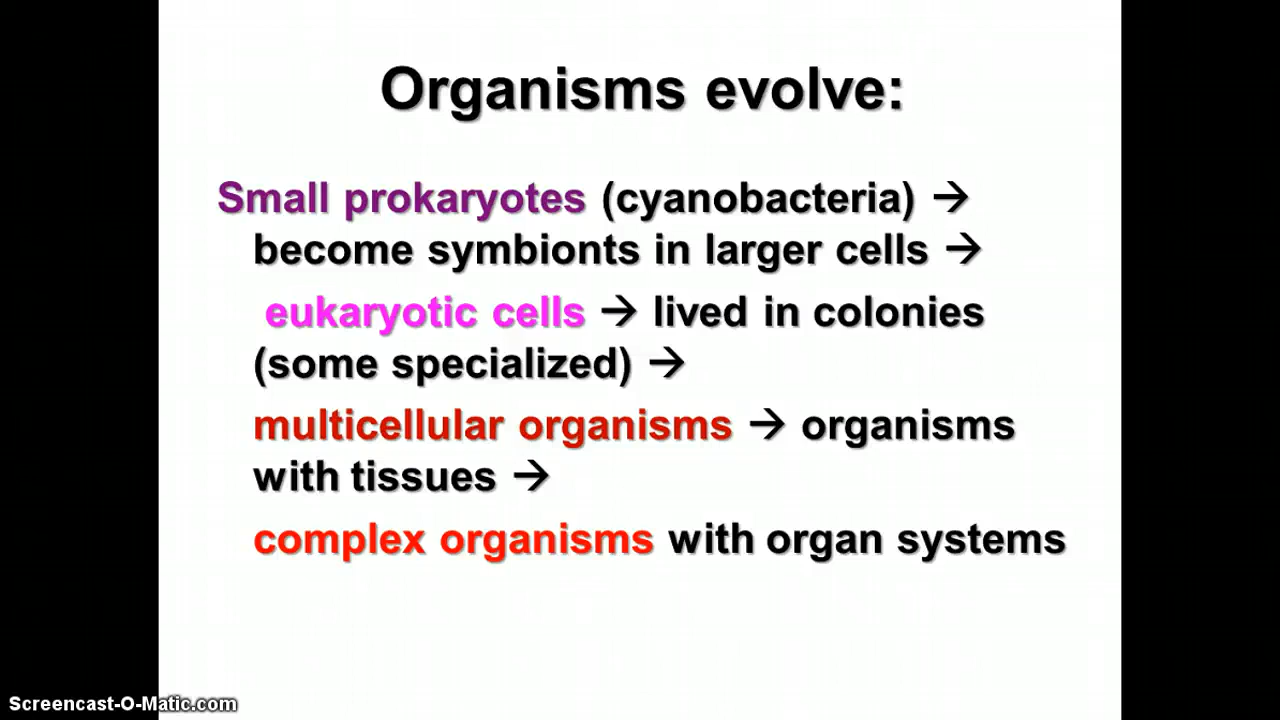 Organisms evolve:
Small prokaryotes (cyanobacteria) →
become symbionts in larger cells →
eukaryotic cells → lived in colonies
(some specialized) →
multicellular organisms → organisms
with tissues →
complex organisms with organ systems
Screencast-O-Matic.com